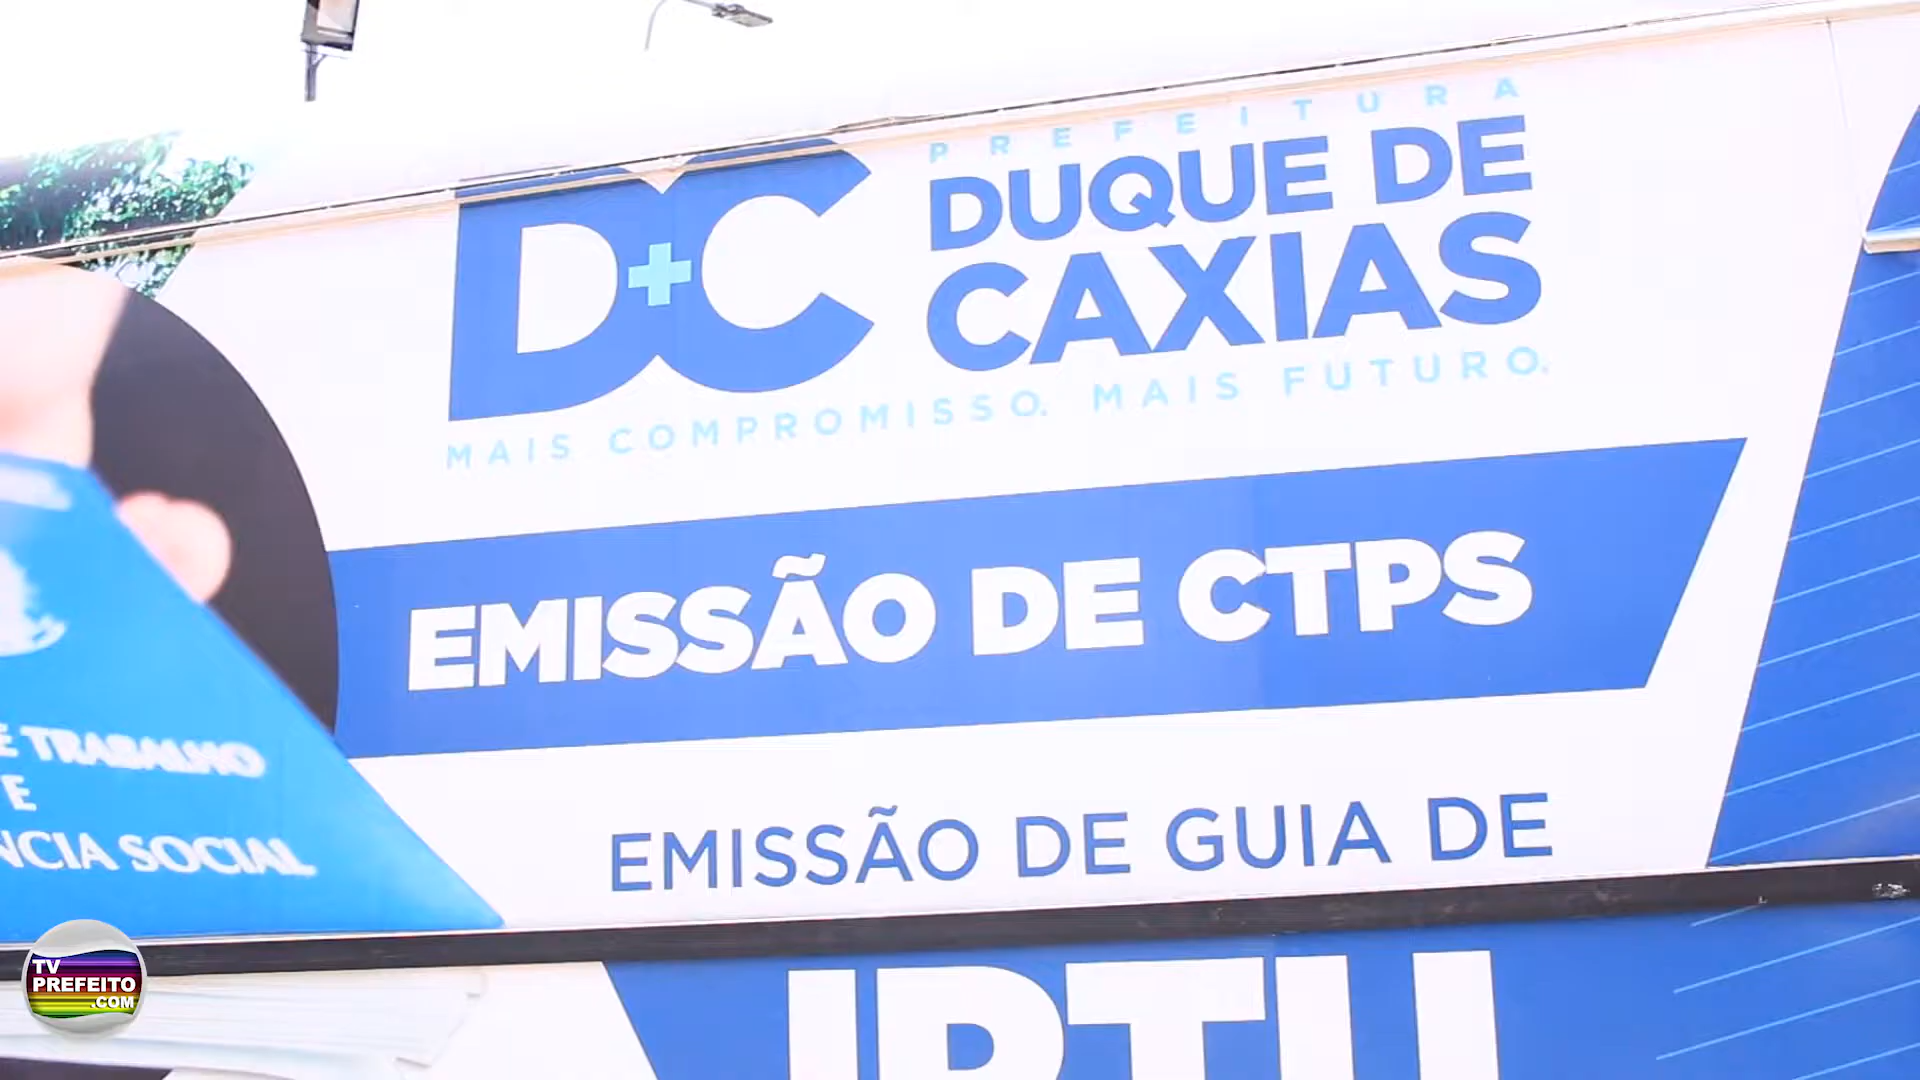 PREFEITURA
DUQUE DE
CAXIAS
D+C
MAIS COMPROMISSO. MAIS FUTURO.
EMISSÃO DE CTPS
E TRABALHO
E
NCIA SOCIAL
EMISSÃO DE GUIA DE
IPTU
TV
PREFEITO
.COM